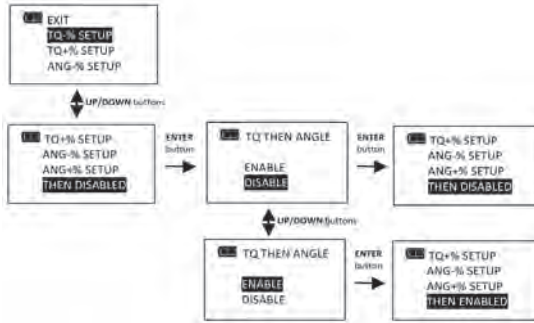 EXIT
TQ-% SETUP
TQ+% SETUP
ANG-% SETUP
UP/DOWN buttons
TQ+% SETUP
ANG-% SETUP
ANG+% SETUP
THEN DISABLED
ENTER
button
TQ THEN ANGLE
ENABLE
DISABLE
ENTER
button
TQ+% SETUP
ANG-% SETUP
ANG+% SETUP
THEN DISABLED
UP/DOWN buttons
TQ THEN ANGLE
ENABLE
DISABLE
ENTER
button
TQ+% SETUP
ANG-% SETUP
ANG+% SETUP
THEN ENABLED